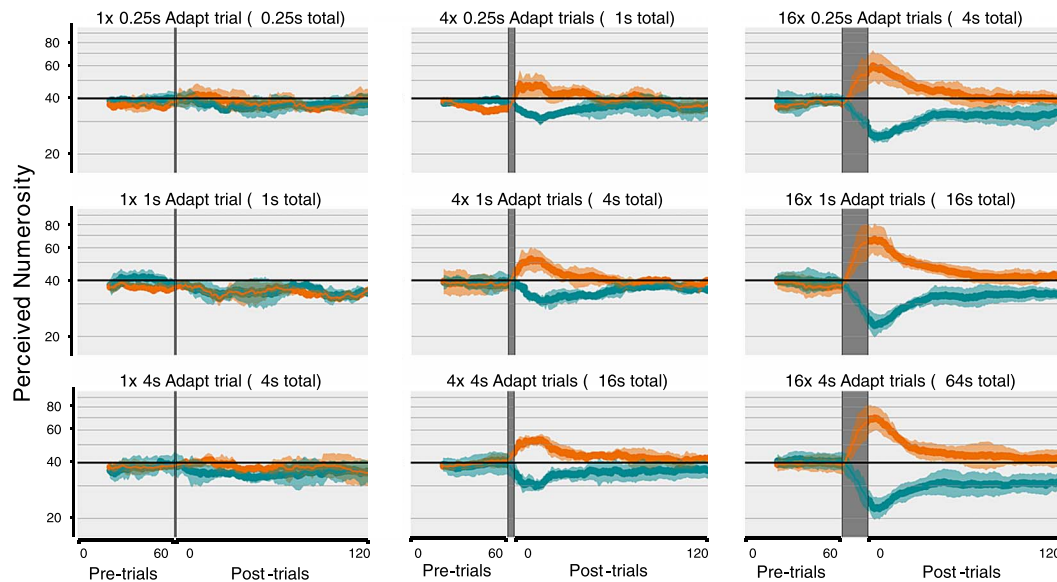 1x 0.25s Adapt trial ( 0.25s total)
4x 0.25s Adapt trials ( 1s total)
16x 0.25s Adapt trials ( 4s total)
80
60
40
20
1x 1s Adapt trial ( 1s total)
4x 1s Adapt trials ( 4s total)
16x 1s Adapt trials ( 16s total)
80
60
40
20
1x 4s Adapt trial ( 4s total)
4x 4s Adapt trials ( 16s total)
16x 4s Adapt trials ( 64s total)
80
60
40
20
Perceived Numerosity
0 60 0 120
0 60 0 120
0 60 0 120
Pre-trials Post-trials
Pre-trials Post-trials
Pre-trials Post-trials